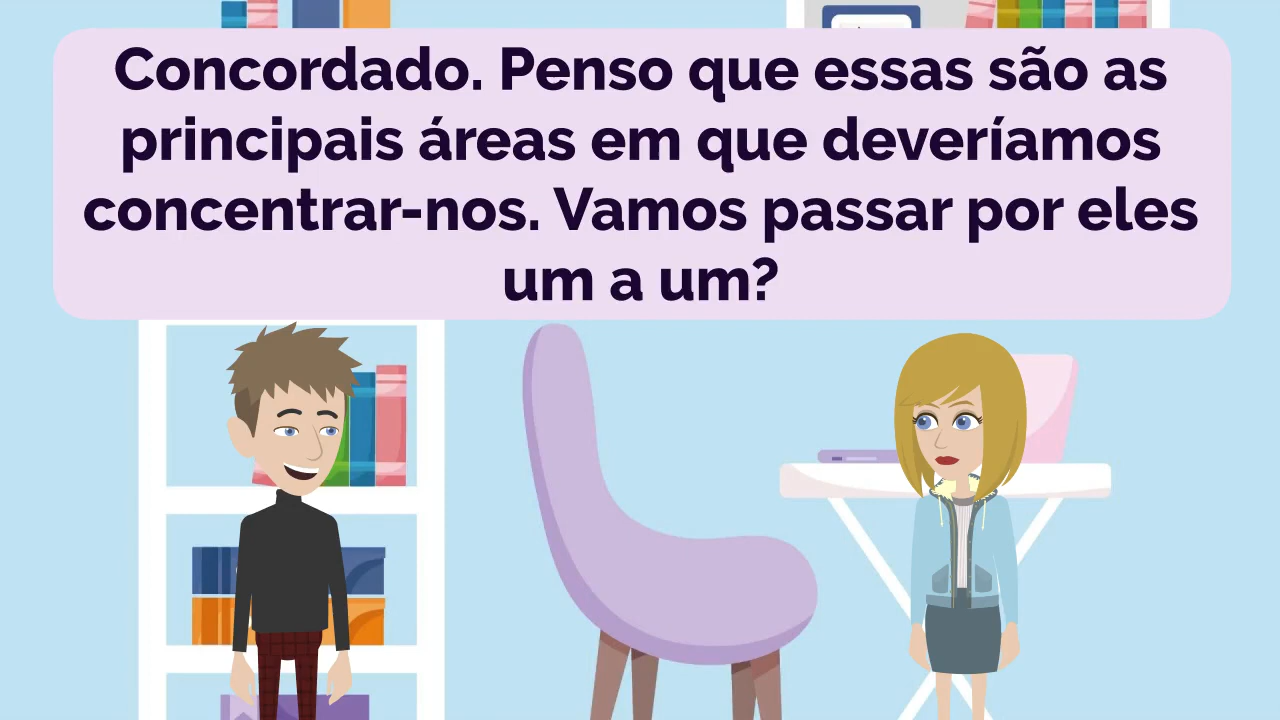 Concordado. Penso que essas são as
principais áreas em que deveríamos
concentrar-nos. Vamos passar por eles
um a um?